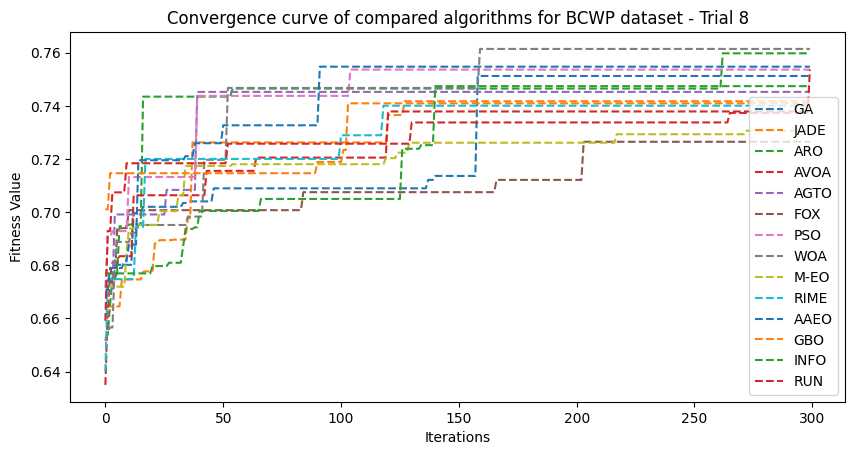 Convergence curve of compared algorithms for BCWP dataset - Trial 8
Fitness Value
0.76
0.74
0.72
0.70
0.68
0.66
0.64
0
50
100
150
200
250
300
Iterations
GA
JADE
ARO
AVOA
AGTO
FOX
PSO
WOA
M-EO
RIME
AAEO
GBO
INFO
RUN